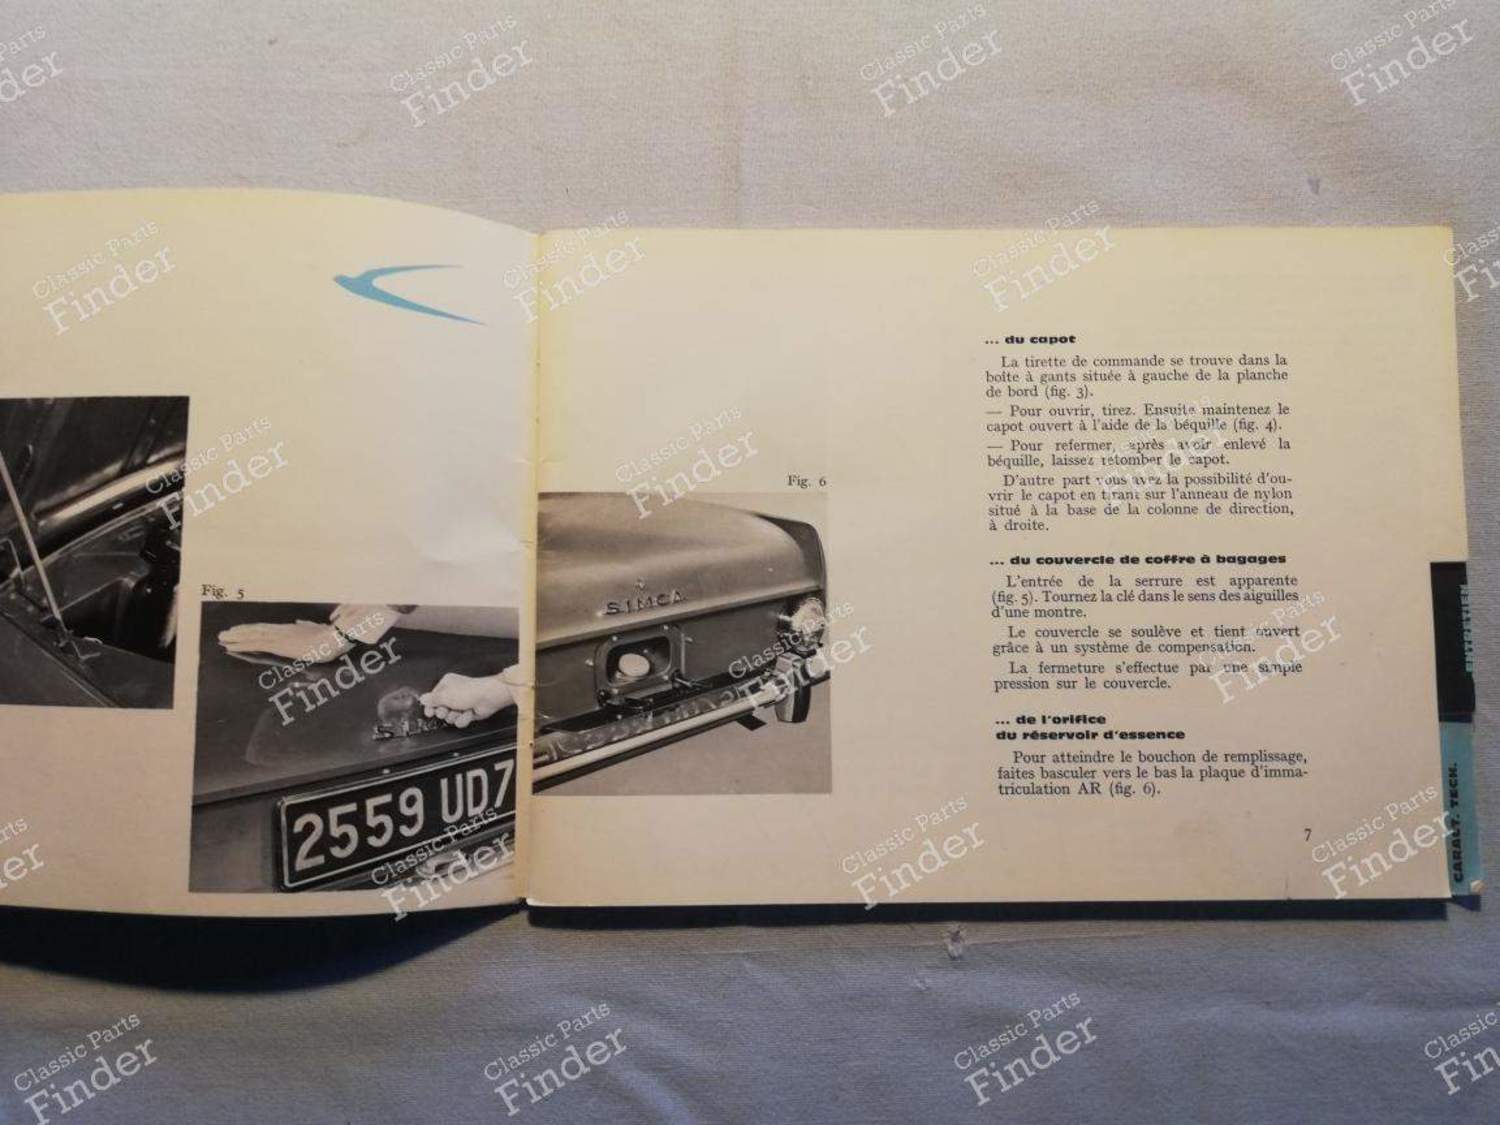 Fig. 5
SIM
2559 UD7
Fig. 6
SIMCA
... du capot
La tirette de commande se trouve dans la
boîte à gants située à gauche de la planche
de bord (fig. 3).
— Pour ouvrir, tirez. Ensuite maintenez le
capot ouvert à l'aide de la béquille (fig. 4).
— Pour refermer, après avoir enlevé la
béquille, laissez retomber le capot.
D'autre part vous avez la possibilité d'ou-
vrir le capot en tirant sur l'anneau de nylon
situé à la base de la colonne de direction,
à droite.
... du couvercle de coffre à bagages
L'entrée de la serrure est apparente
(fig. 5). Tournez la clé dans le sens des aiguilles
d'une montre.
Le couvercle se soulève et tient ouvert
grâce à un système de compensation.
La fermeture s'effectue par une simple
pression sur le couvercle.
... de l'orifice
du réservoir d'essence
Pour atteindre le bouchon de remplissage,
faites basculer vers le bas la plaque d'imma-
triculation AR (fig. 6).
7
ENTRETIEN
CARACT. TECH.
Classic Parts
Finder